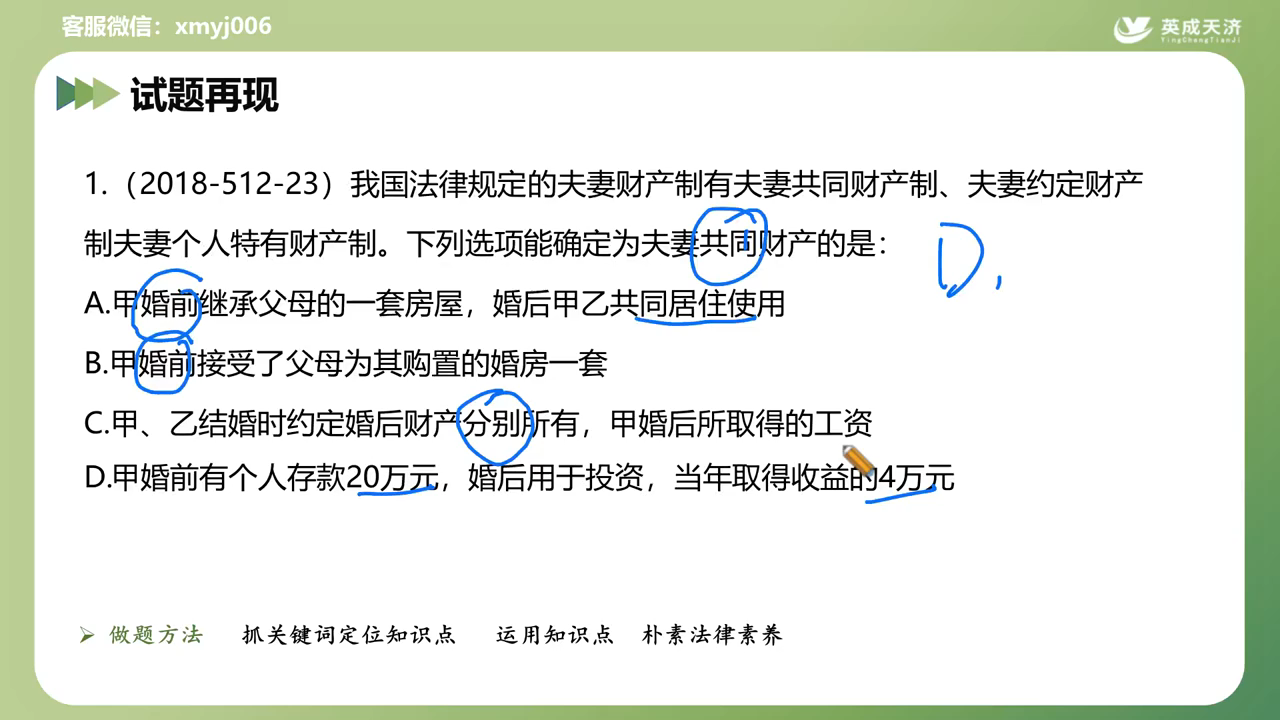 客服微信：xmyj006
英成天济
YingChengTianJi
试题再现
1.（2018-512-23）我国法律规定的夫妻财产制有夫妻共同财产制、夫妻约定财产
制夫妻个人特有财产制。下列选项能确定为夫妻共同财产的是：
D.
A.甲婚前继承父母的一套房屋，婚后甲乙共同居住使用
B.甲婚前接受了父母为其购置的婚房一套
C.甲、乙结婚时约定婚后财产分别所有，甲婚后所取得的工资
D.甲婚前有个人存款20万元，婚后用于投资，当年取得收益的4万元
做题方法 抓关键词定位知识点 运用知识点 朴素法律素养